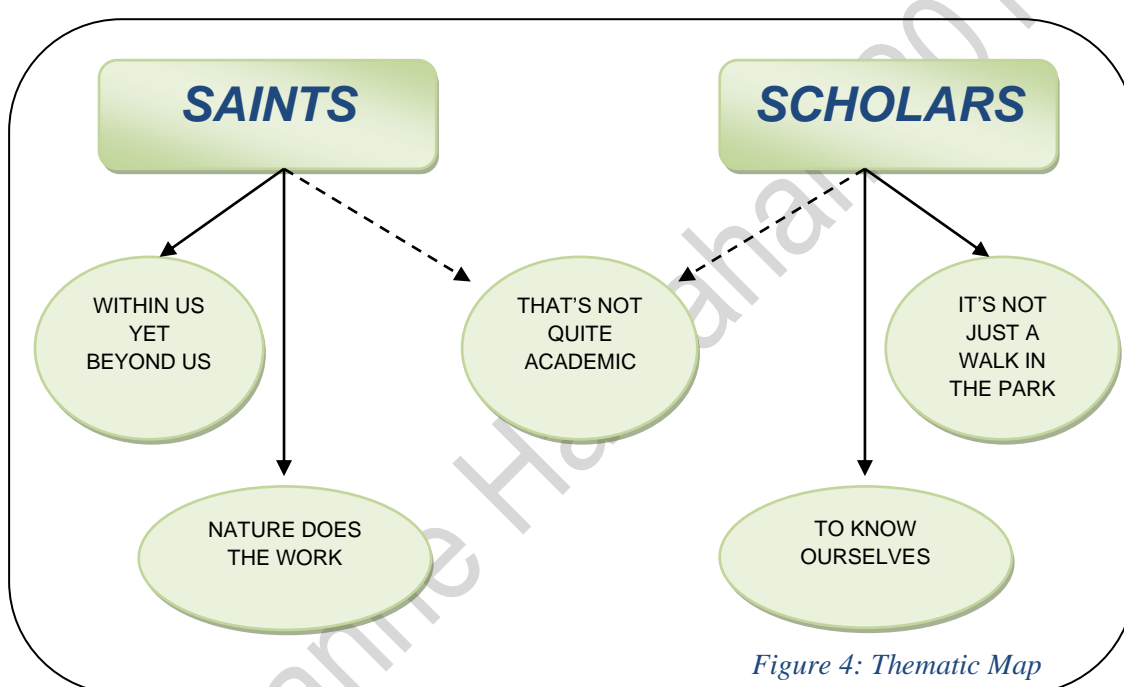 SAINTS
SCHOLARS
WITHIN US
YET
BEYOND US
THAT’S NOT
QUITE
ACADEMIC
IT’S NOT
JUST A
WALK IN
THE PARK
NATURE DOES
THE WORK
TO KNOW
OURSELVES
Figure 4: Thematic Map